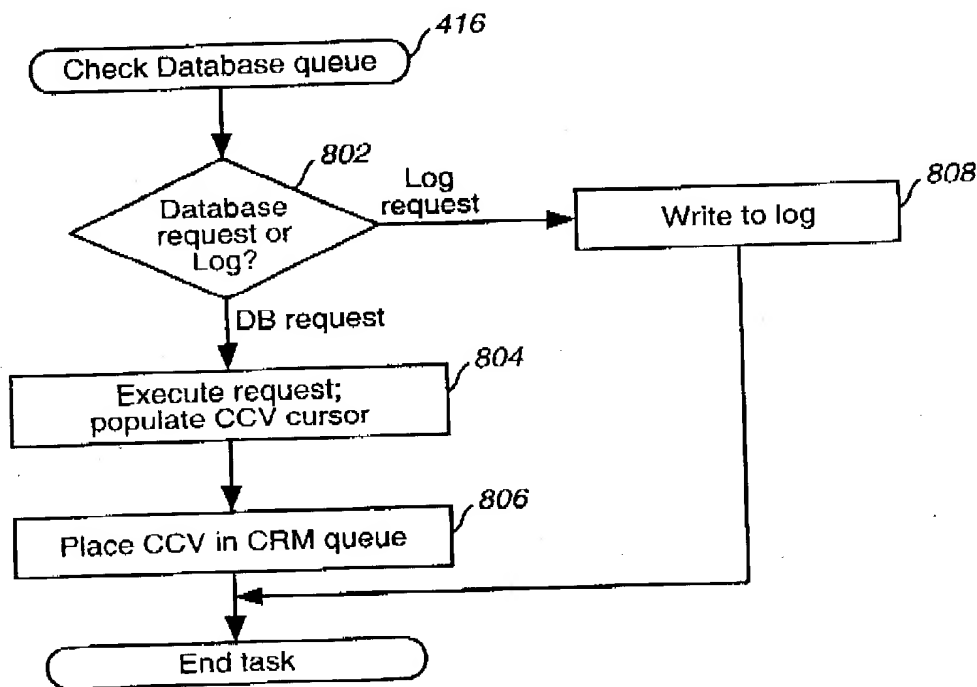 416
Check Database queue
802
Database
request or
Log?
Log
request
808
Write to log
DB request
804
Execute request;
populate CCV cursor
806
Place CCV in CRM queue
End task